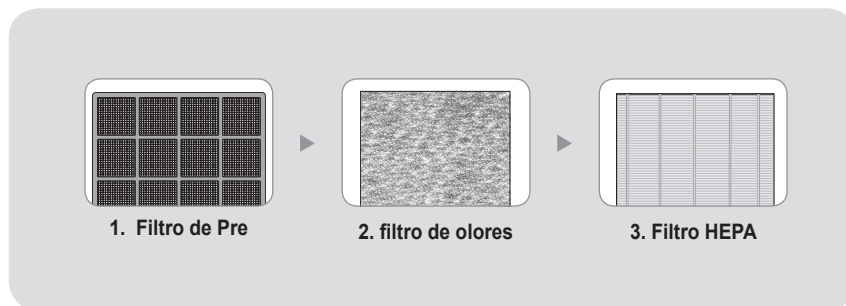 1. Filtro de Pre
2. filtro de olores
3. Filtro HEPA